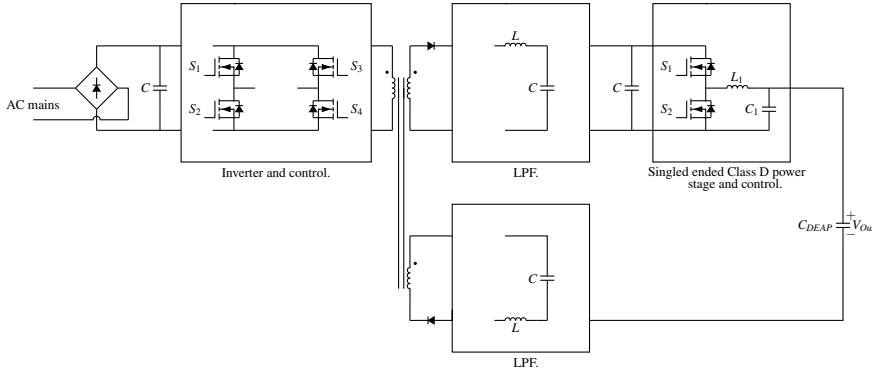 L
S1
S3
S1
L1
C
C
C
AC mains
S2
S4
S2
C1
Inverter and control.
LPF.
Singled ended Class D power
stage and control.
CDEAP
+
−
VOu
C
L
LPF.